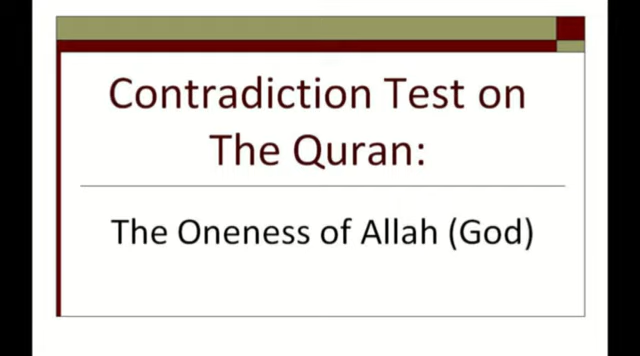 Contradiction Test on
The Quran:
The Oneness of Allah (God)